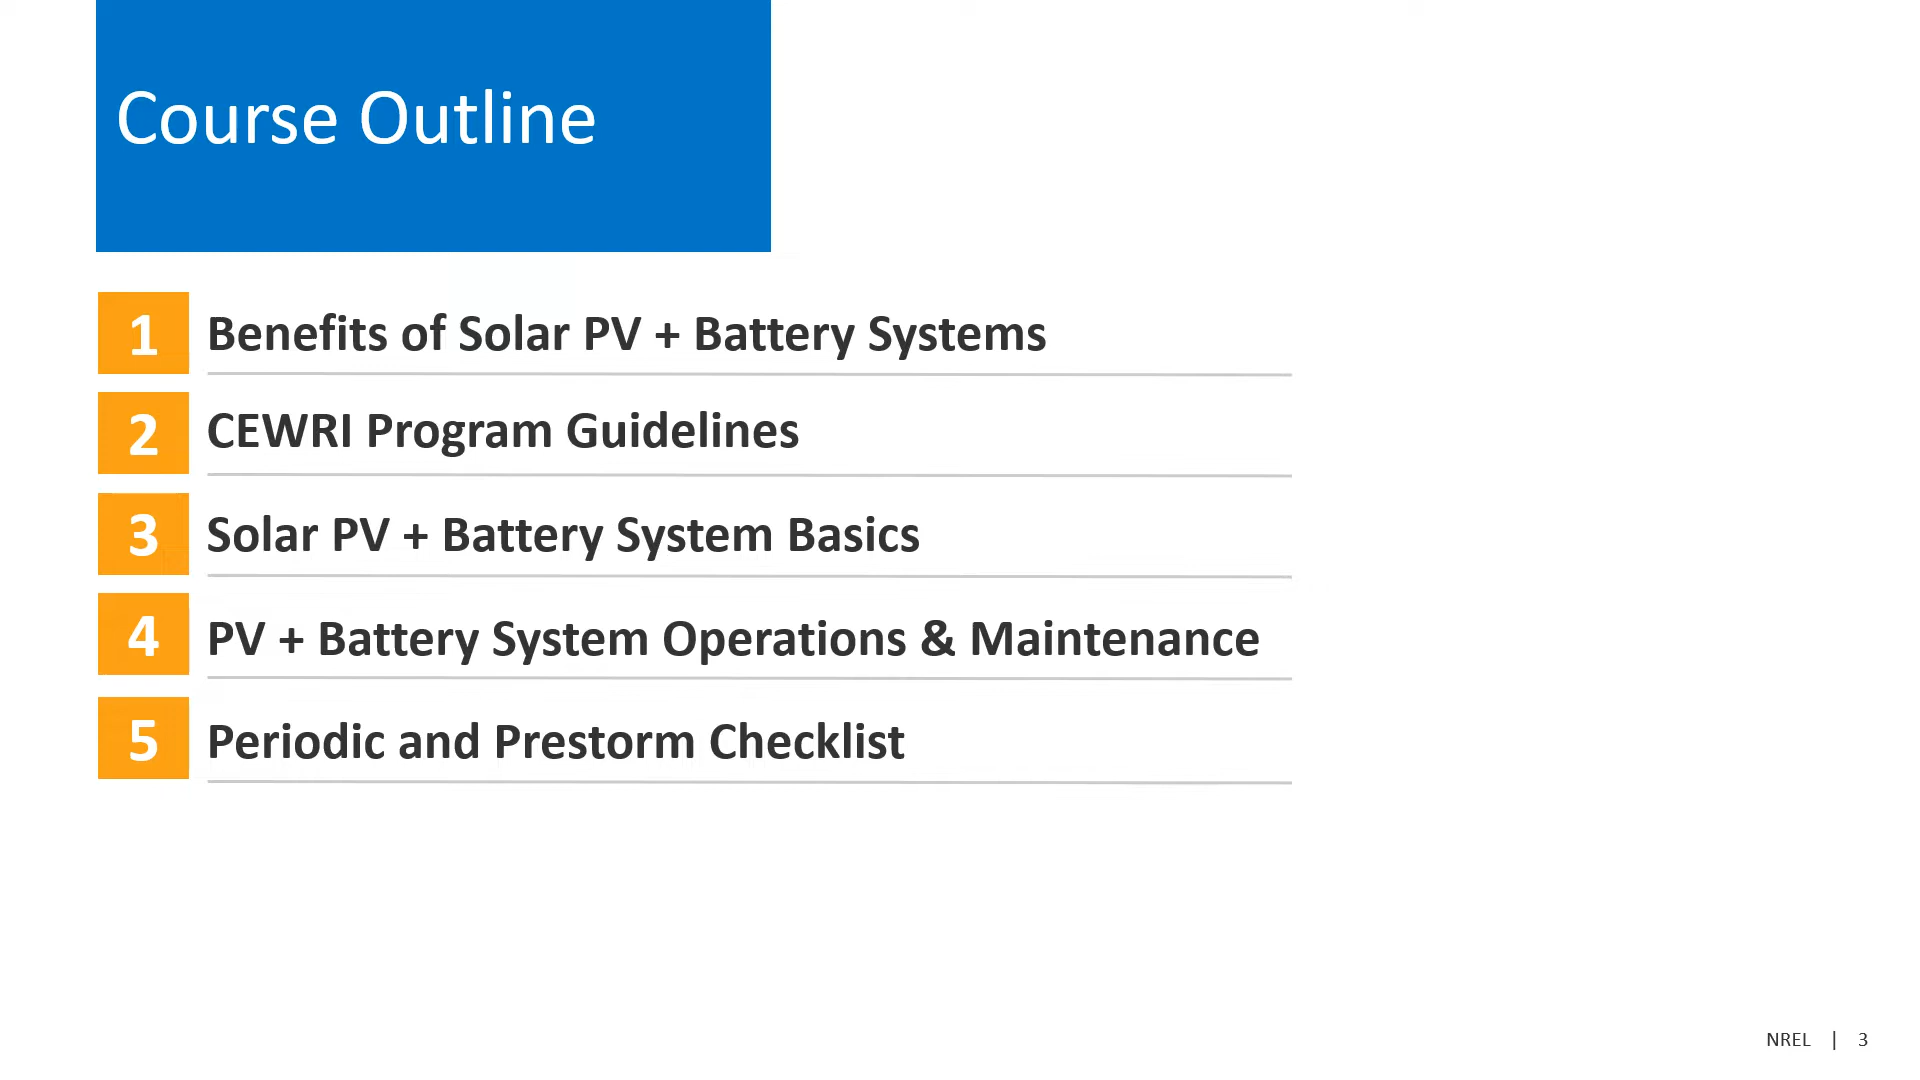 Course Outline
1 Benefits of Solar PV + Battery Systems
2 CEWRI Program Guidelines
3 Solar PV + Battery System Basics
4 PV + Battery System Operations & Maintenance
5 Periodic and Prestorm Checklist
NREL | 3